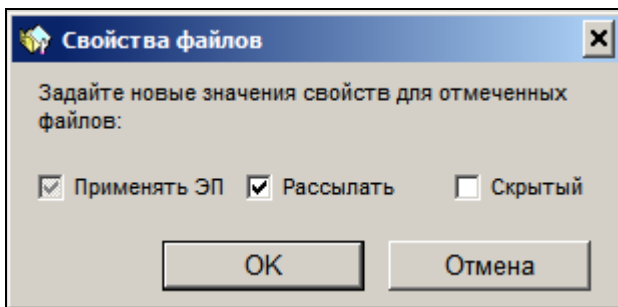 Свойства файлов
Задайте новые значения свойств для отмеченных
файлов:
Применять ЭП Рассылать Скрытый
OK Отмена